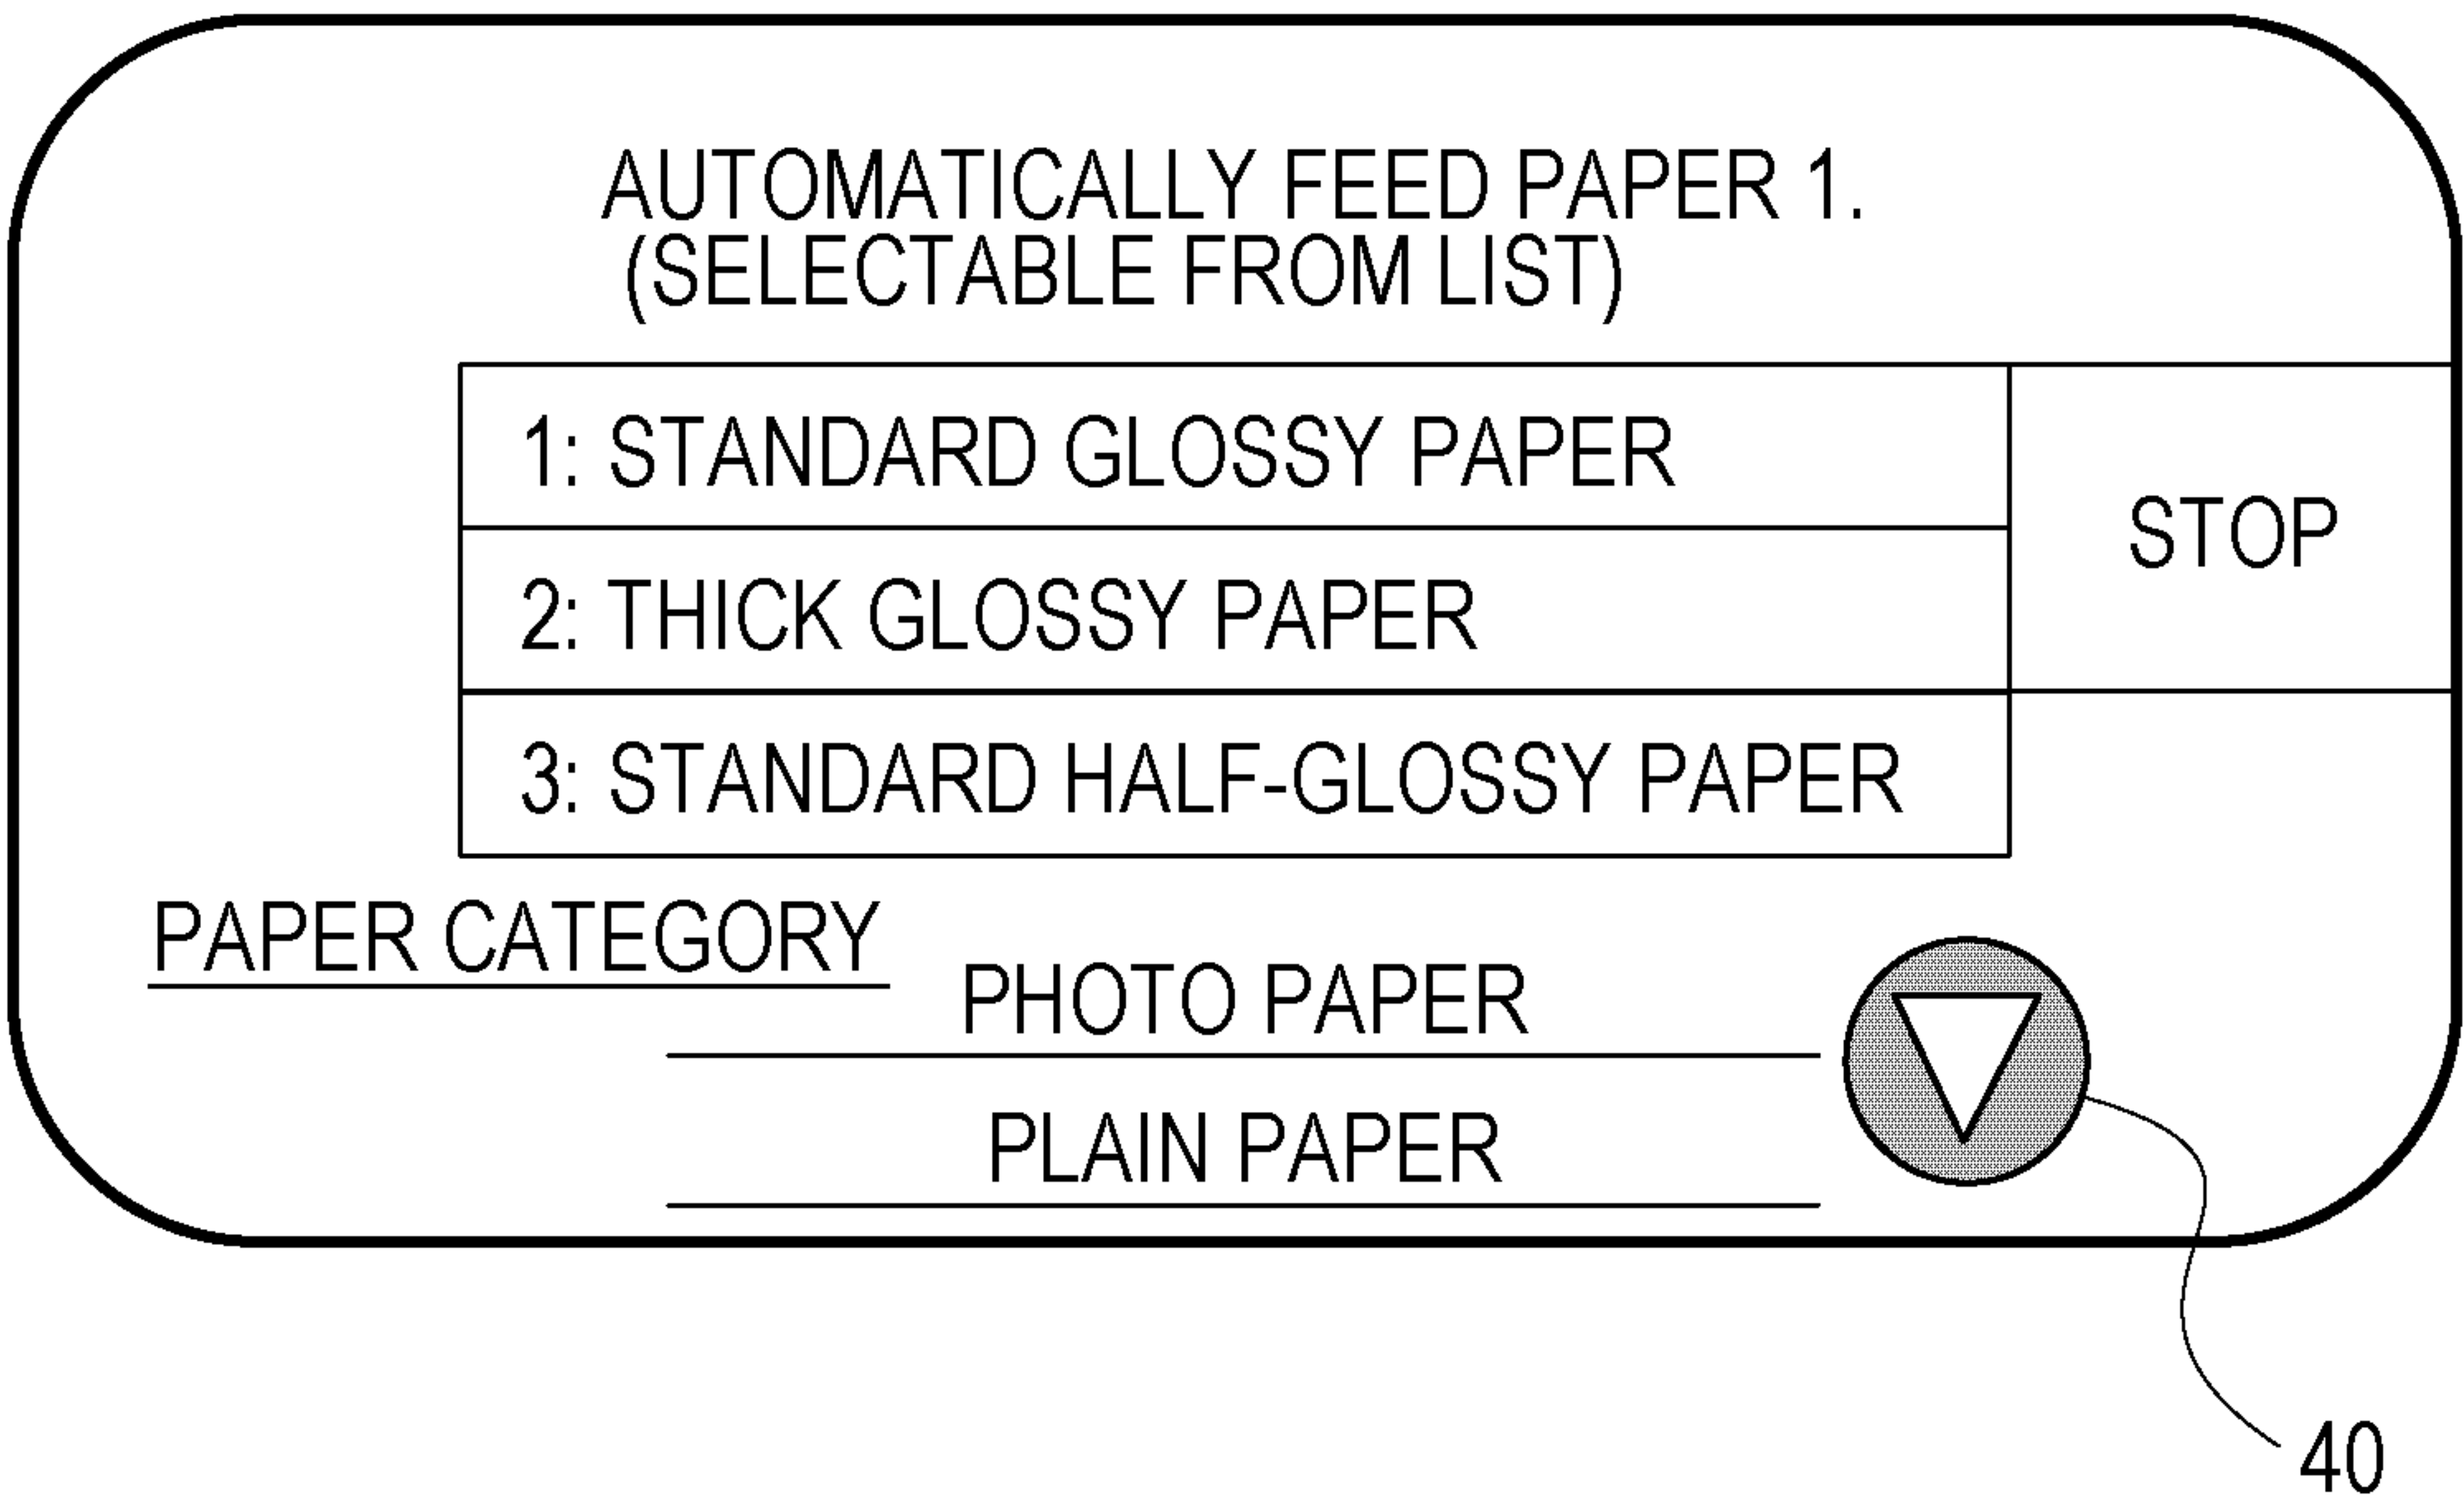 AUTOMATICALLY FEED PAPER 1.
(SELECTABLE FROM LIST)
1: STANDARD GLOSSY PAPER
STOP
2: THICK GLOSSY PAPER
3: STANDARD HALF-GLOSSY PAPER
PAPER CATEGORY
PHOTO PAPER
PLAIN PAPER
40